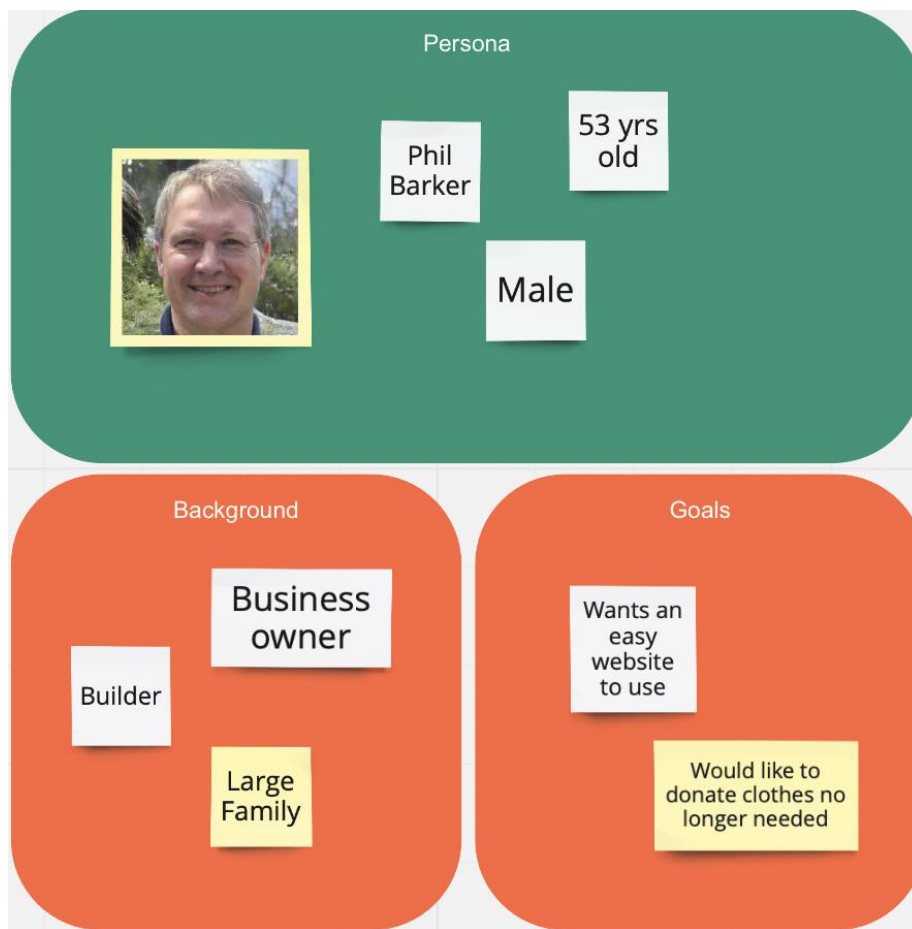 Persona
Phil
Barker
53 yrs
old
Male
Background
Business
owner
Builder
Large
Family
Goals
Wants an
easy
website
to use
Would like to
donate clothes no
longer needed